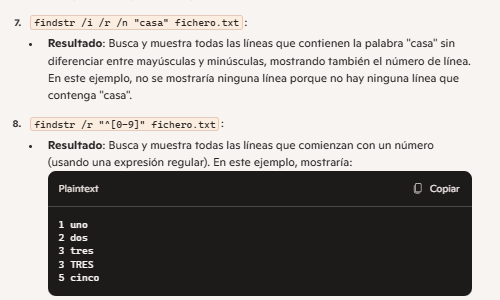 7. findstr /i /r /n "casa" fichero.txt :
• Resultado: Busca y muestra todas las líneas que contienen la palabra "casa" sin
diferenciar entre mayúsculas y minúsculas, mostrando también el número de línea.
En este ejemplo, no se mostraría ninguna línea porque no hay ninguna línea que
contenga "casa".
8. findstr /r "^[0-9]" fichero.txt :
• Resultado: Busca y muestra todas las líneas que comienzan con un número
(usando una expresión regular). En este ejemplo, mostraría:
Plaintext Copiar
1 uno
2 dos
3 tres
3 TRES
5 cinco